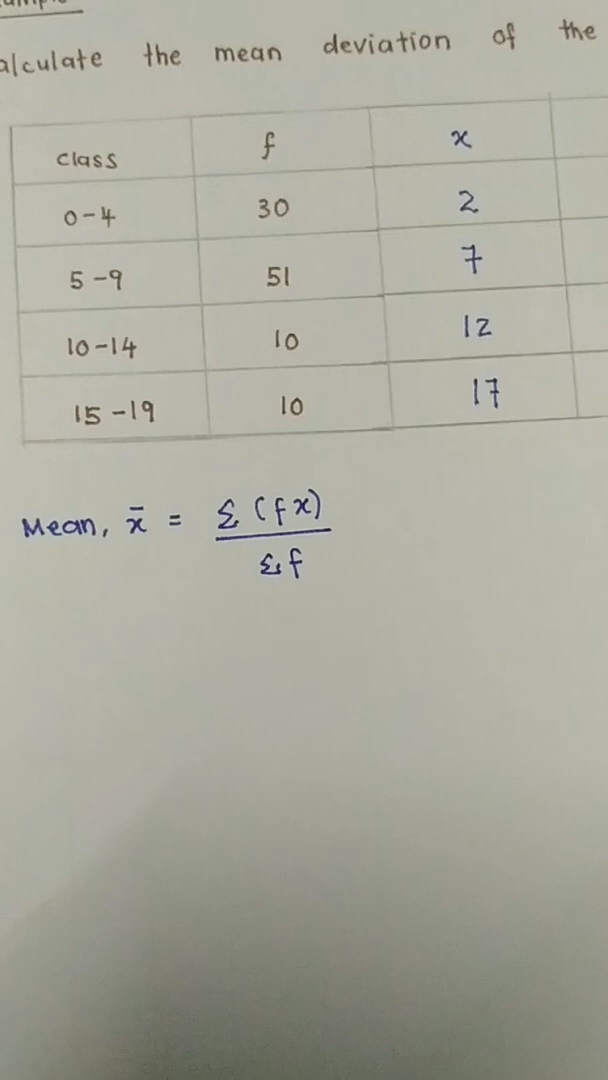 alculate the mean deviation of the
class f x
0-4 30 2
5-9 51 7
10-14 10 12
15-19 10 17
Mean, x̄ = Σ(fx)
Σf